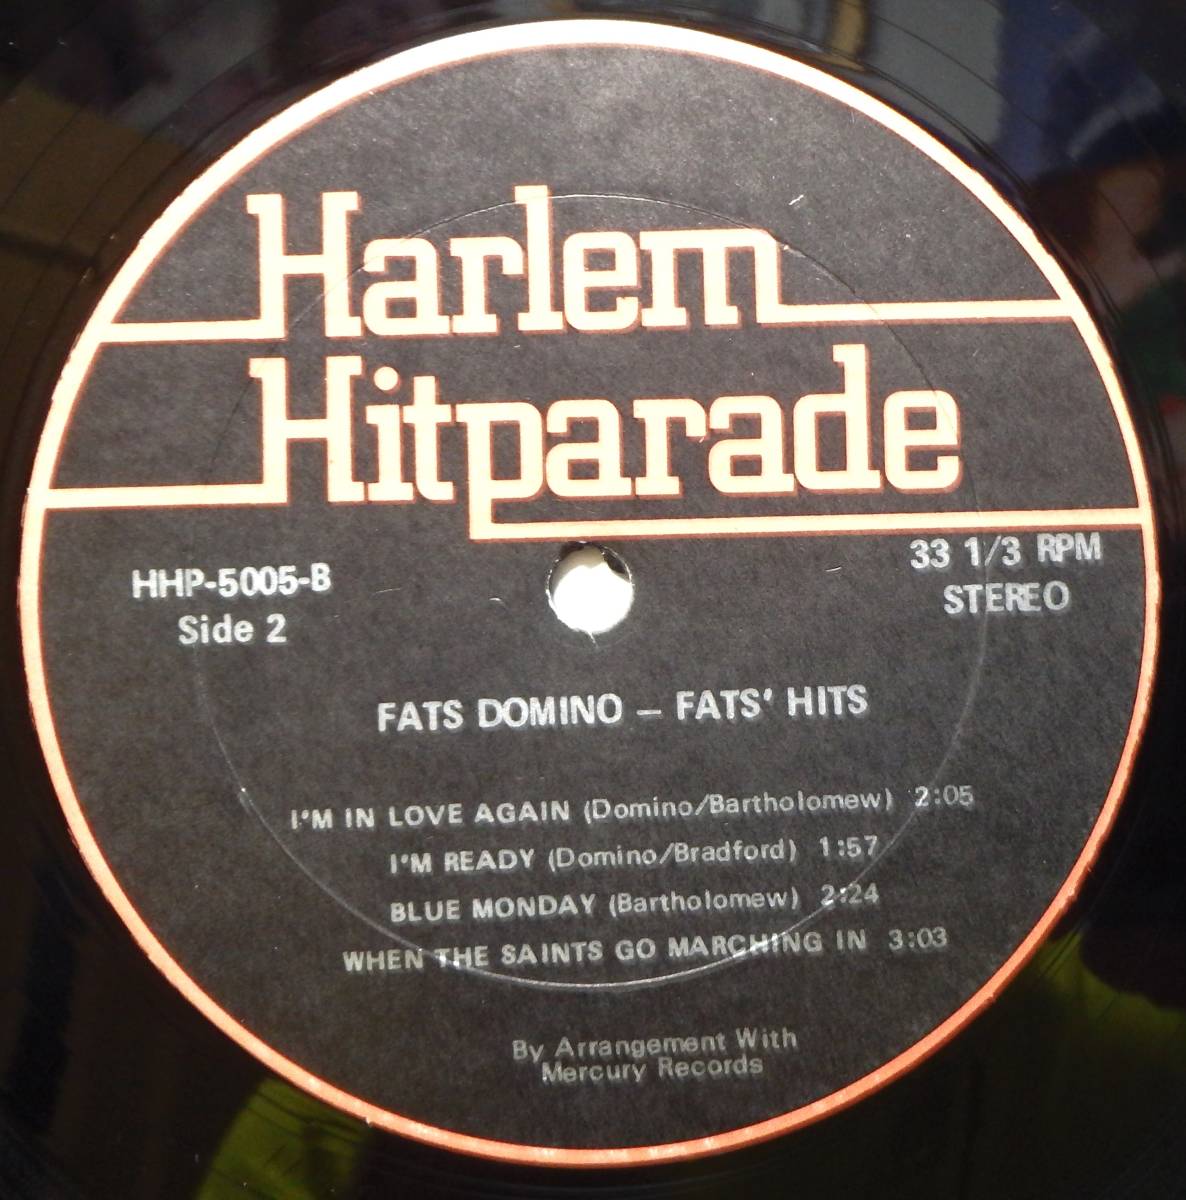 Harlem
Hitparade
HHP-5005-B
Side 2
33 1/3 RPM
STEREO
FATS DOMINO – FATS' HITS
I'M IN LOVE AGAIN (Domino/Bartholomew) 2:05
I'M READY (Domino/Bradford) 1:57
BLUE MONDAY (Bartholomew) 2:24
WHEN THE SAINTS GO MARCHING IN 3:03
By Arrangement With
Mercury Records